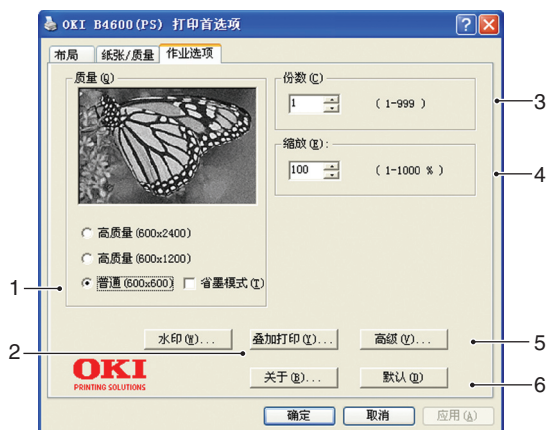 OKI B4600(PS) 打印首选项
布局 纸张/质量 作业选项
质量(Q)
份数(C)
1 (1-999 )
3
缩放(E):
100 (1-1000 % )
4
高质量(600x2400)
高质量(600x1200)
普通(600x600) 省墨模式(T)
1
水印(W)... 叠加打印(Y)... 高级(V)...
5
2
OKI
PRINTING SOLUTIONS
关于(B)... 默认(D)
6
确定 取消 应用(A)